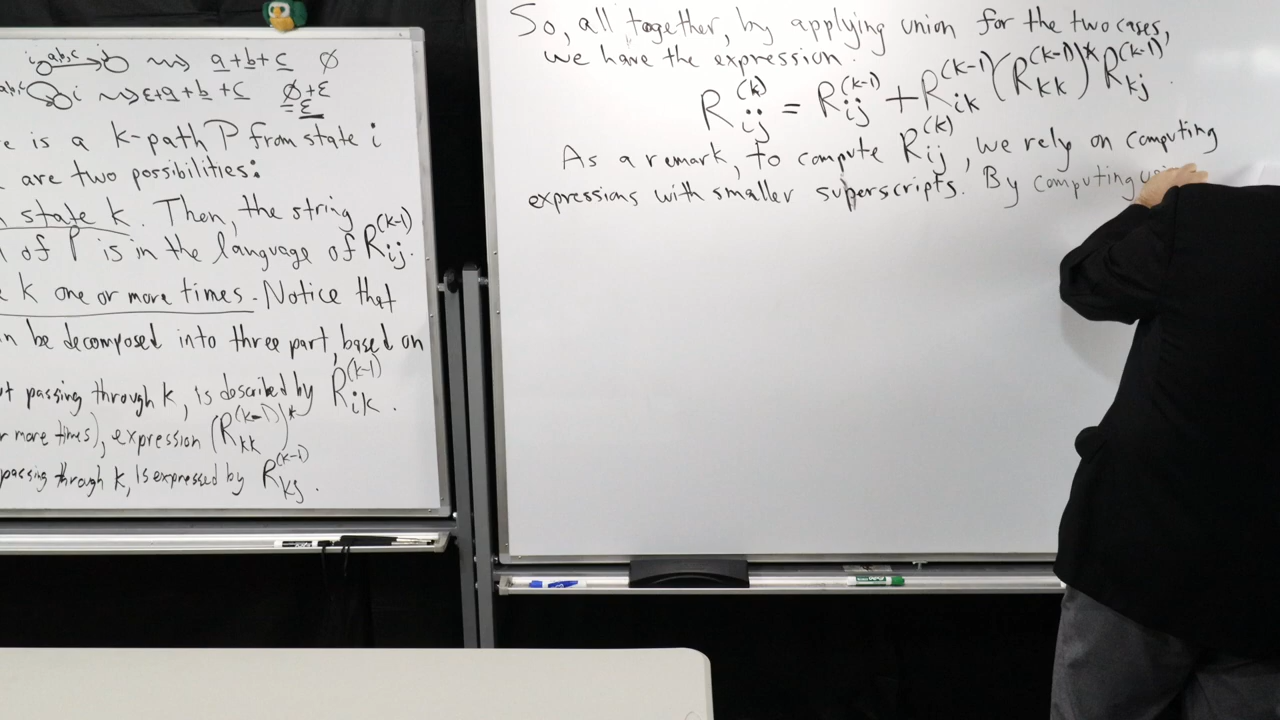 i a,b,c j ⇝ a+b+c ∅
a,b,c i ⇝ ε+a+b+c ∅+ε
=ε
e is a k-path P from state i
are two possibilities:
state k. Then, the string
of P is in the language of R_ij^(k-1).
k one or more times. Notice that
n be decomposed into three part, based on
t passing through k, is described by R_ik^(k-1).
r more times), expression (R_kk^(k-1))*
passing through k, is expressed by R_kj^(k-1).
So, all together, by applying union for the two cases,
we have the expression.
R_ij^(k) = R_ij^(k-1) + R_ik^(k-1) (R_kk^(k-1))* R_kj^(k-1).
As a remark, to compute R_ij^(k), we rely on computing
expressions with smaller superscripts. By computing